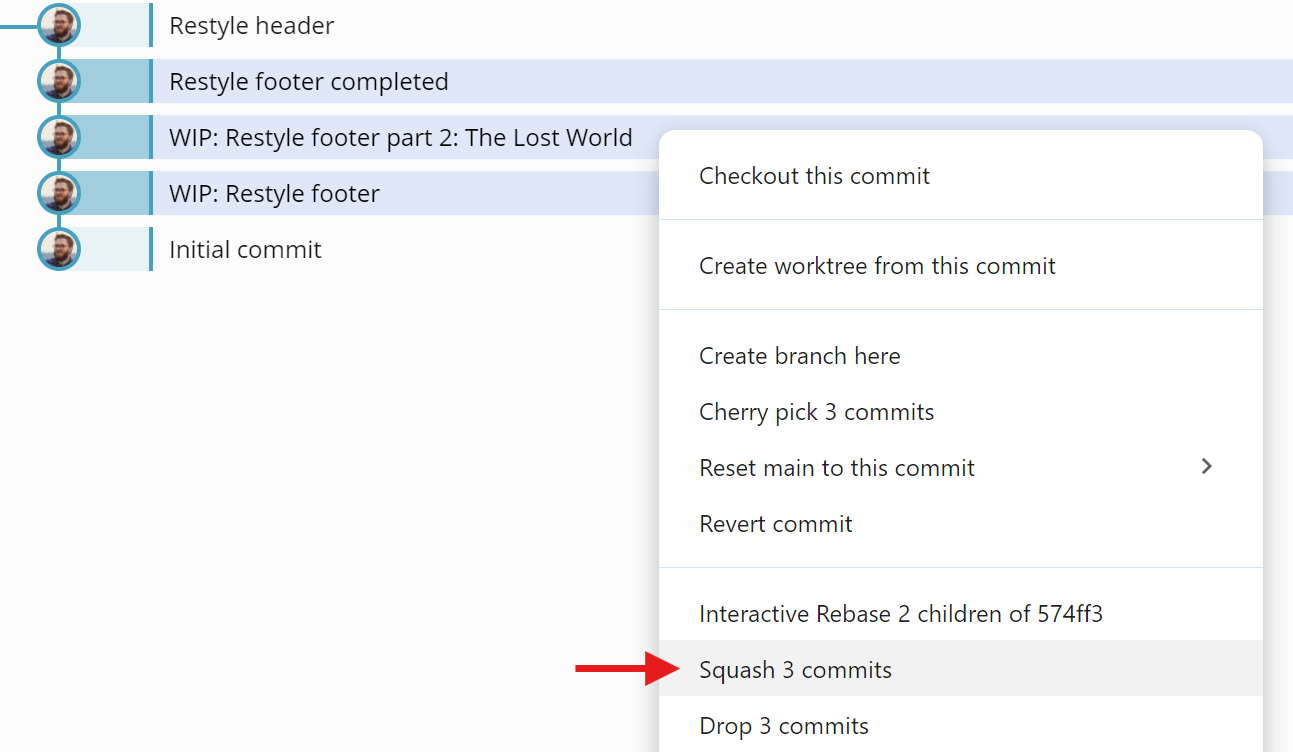 Restyle header
Restyle footer completed
WIP: Restyle footer part 2: The Lost World
WIP: Restyle footer
Initial commit
Checkout this commit
Create worktree from this commit
Create branch here
Cherry pick 3 commits
Reset main to this commit
Revert commit
Interactive Rebase 2 children of 574ff3
Squash 3 commits
Drop 3 commits